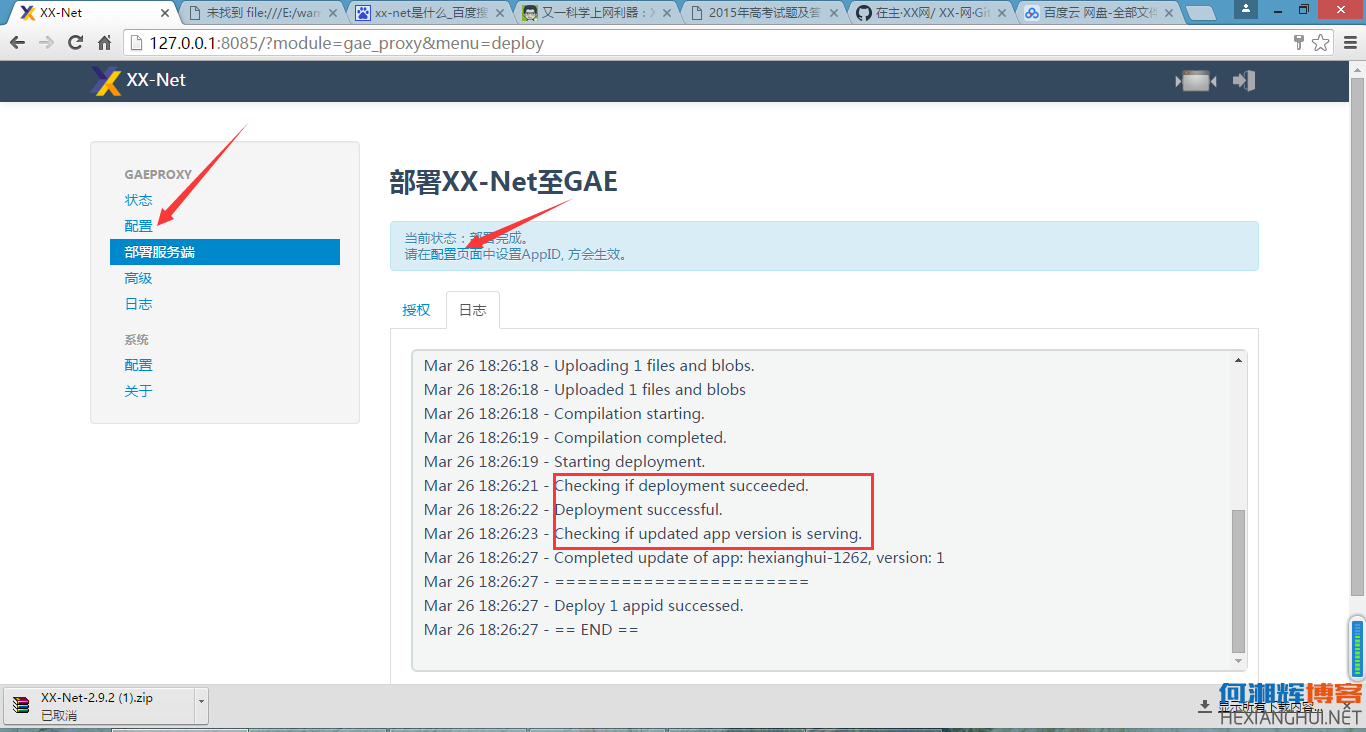 XX-Net
未找到 file:///E:/wam
xx-net是什么_百度搜
又一科学上网利器：X
2015年高考试题及答
在主·XX网/ XX-网·Git
百度云 网盘-全部文件
127.0.0.1:8085/?module=gae_proxy&menu=deploy
XX-Net
GAEPROXY
状态
配置
部署服务端
高级
日志
系统
配置
关于
部署XX-Net至GAE
当前状态：部署完成。
请在配置页面中设置AppID, 方会生效。
授权
日志
Mar 26 18:26:18 - Uploading 1 files and blobs.
Mar 26 18:26:18 - Uploaded 1 files and blobs
Mar 26 18:26:18 - Compilation starting.
Mar 26 18:26:19 - Compilation completed.
Mar 26 18:26:19 - Starting deployment.
Mar 26 18:26:21 - Checking if deployment succeeded.
Mar 26 18:26:22 - Deployment successful.
Mar 26 18:26:23 - Checking if updated app version is serving.
Mar 26 18:26:27 - Completed update of app: hexianghui-1262, version: 1
Mar 26 18:26:27 - =======================
Mar 26 18:26:27 - Deploy 1 appid successed.
Mar 26 18:26:27 - == END ==
XX-Net-2.9.2 (1).zip
已取消
显示所有下载内容...
何湘辉博客
HEXIANGHUI.NET